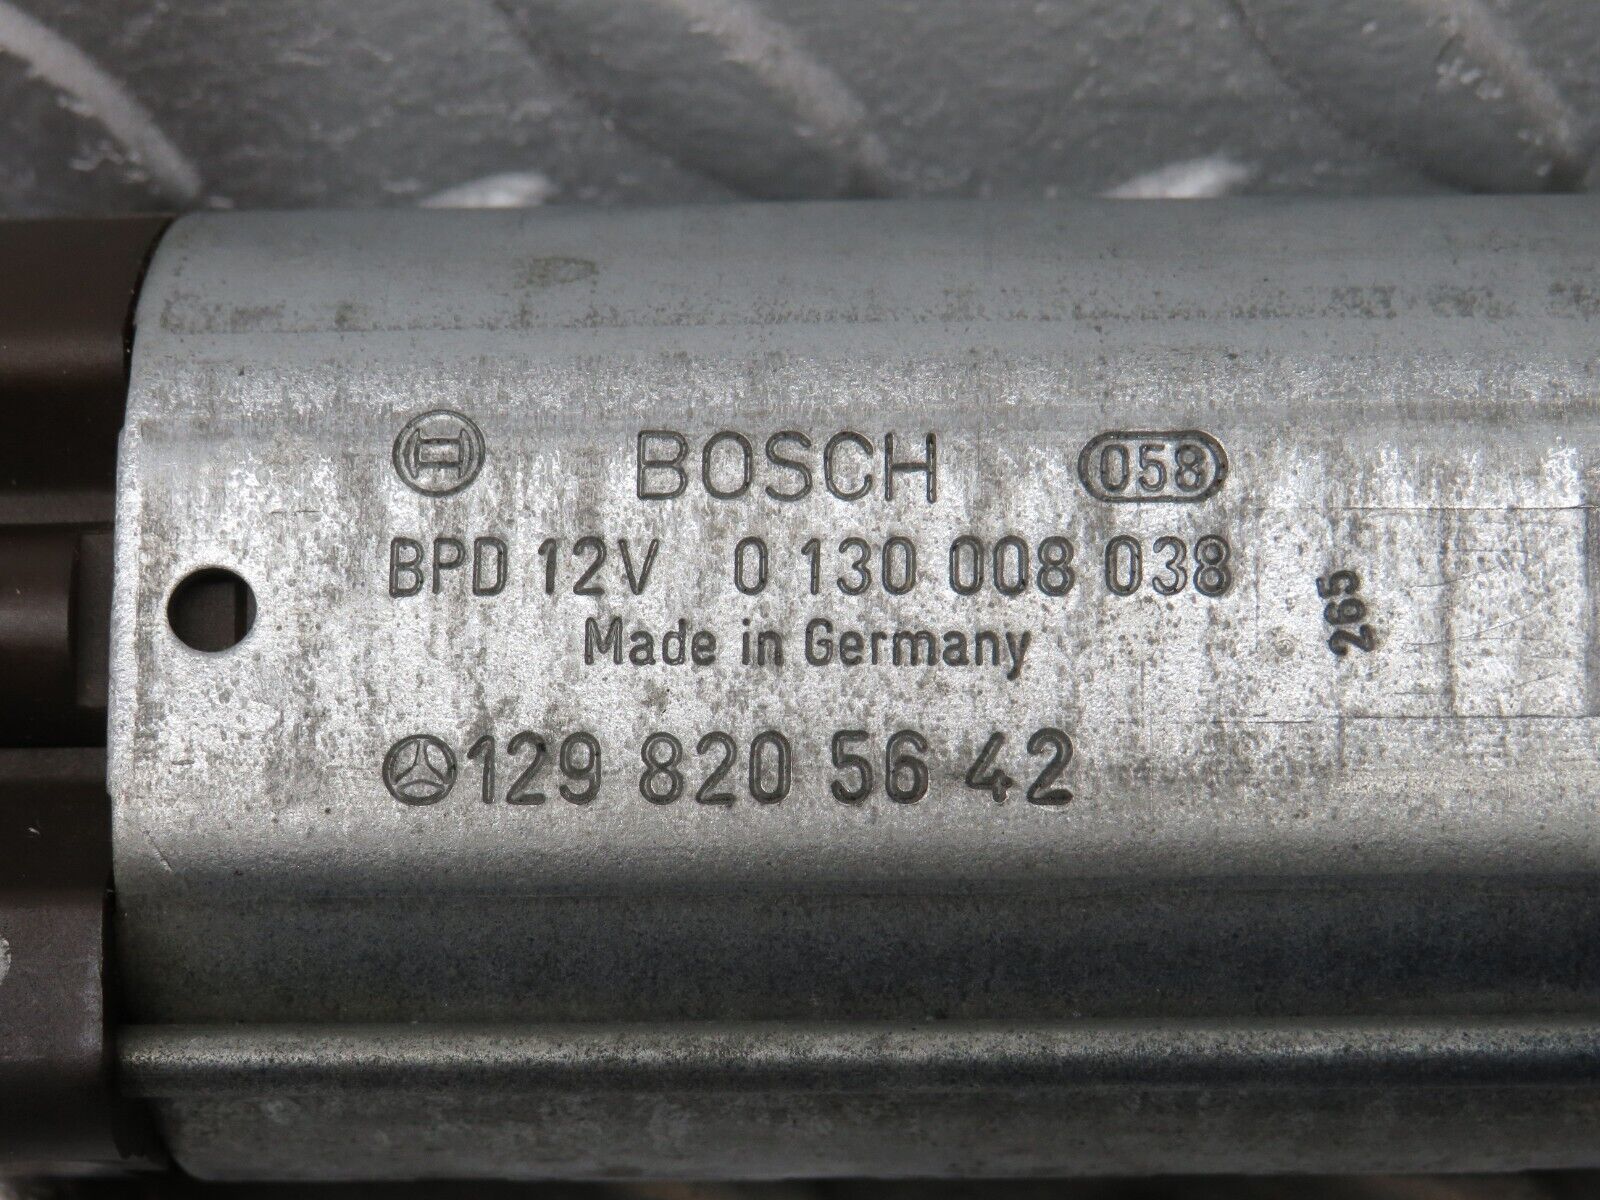 BOSCH 058
BPD 12V 0 130 008 038
Made in Germany
129 820 56 42
265